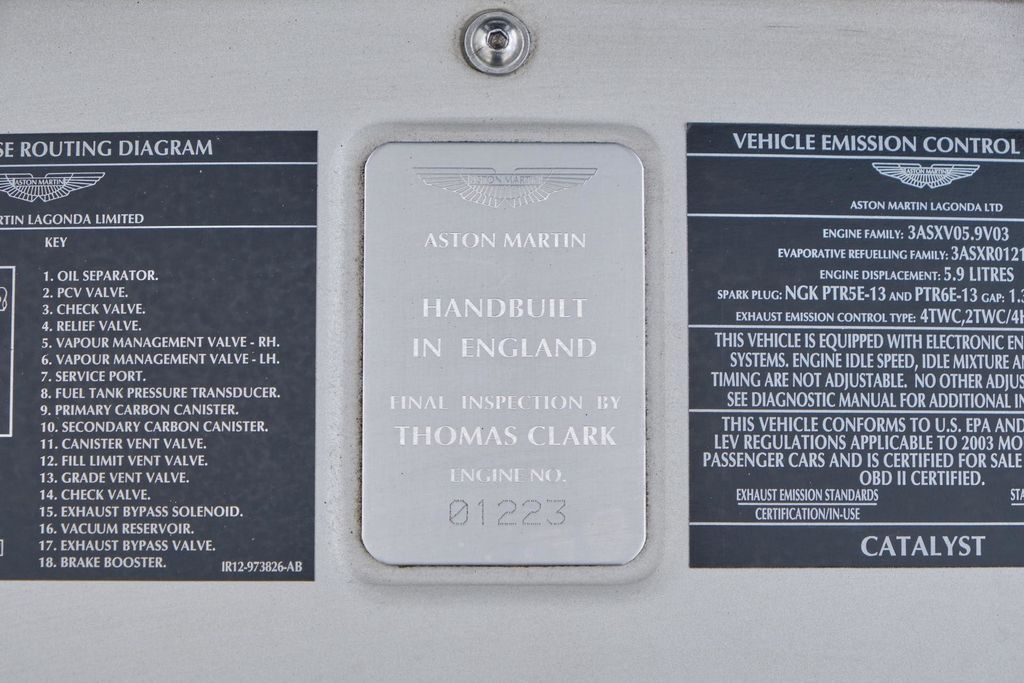 SE ROUTING DIAGRAM
ASTON MARTIN
RTIN LAGONDA LIMITED
KEY
1. OIL SEPARATOR.
2. PCV VALVE.
3. CHECK VALVE.
4. RELIEF VALVE.
5. VAPOUR MANAGEMENT VALVE - RH.
6. VAPOUR MANAGEMENT VALVE - LH.
7. SERVICE PORT.
8. FUEL TANK PRESSURE TRANSDUCER.
9. PRIMARY CARBON CANISTER.
10. SECONDARY CARBON CANISTER.
11. CANISTER VENT VALVE.
12. FILL LIMIT VENT VALVE.
13. GRADE VENT VALVE.
14. CHECK VALVE.
15. EXHAUST BYPASS SOLENOID.
16. VACUUM RESERVOIR.
17. EXHAUST BYPASS VALVE.
18. BRAKE BOOSTER.
IR12-973826-AB
ASTON MARTIN
ASTON MARTIN
HANDBUILT
IN ENGLAND
FINAL INSPECTION BY
THOMAS CLARK
ENGINE NO.
01223
VEHICLE EMISSION CONTROL
ASTON MARTIN
ASTON MARTIN LAGONDA LTD
ENGINE FAMILY: 3ASXV05.9V03
EVAPORATIVE REFUELLING FAMILY: 3ASXR0121
ENGINE DISPLACEMENT: 5.9 LITRES
SPARK PLUG: NGK PTR5E-13 AND PTR6E-13 GAP: 1.3
EXHAUST EMISSION CONTROL TYPE: 4TWC,2TWC/4H
THIS VEHICLE IS EQUIPPED WITH ELECTRONIC EN
SYSTEMS. ENGINE IDLE SPEED, IDLE MIXTURE A
TIMING ARE NOT ADJUSTABLE. NO OTHER ADJUS
SEE DIAGNOSTIC MANUAL FOR ADDITIONAL IN
THIS VEHICLE CONFORMS TO U.S. EPA AND
LEV REGULATIONS APPLICABLE TO 2003 MO
PASSENGER CARS AND IS CERTIFIED FOR SALE
OBD II CERTIFIED.
EXHAUST EMISSION STANDARDS STA
CERTIFICATION/IN-USE
CATALYST